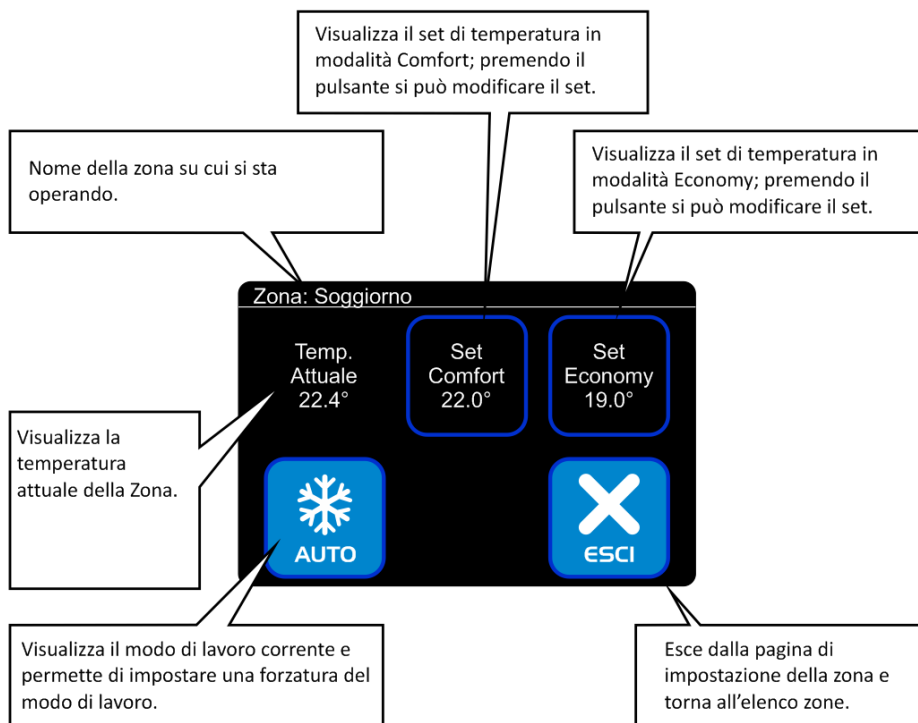 Visualizza il set di temperatura in
modalità Comfort; premendo il
pulsante si può modificare il set.
Nome della zona su cui si sta
operando.
Visualizza il set di temperatura in
modalità Economy; premendo il
pulsante si può modificare il set.
Zona: Soggiorno
Temp.
Attuale
22.4°
Set
Comfort
22.0°
Set
Economy
19.0°
Visualizza la
temperatura
attuale della Zona.
AUTO
ESCI
Visualizza il modo di lavoro corrente e
permette di impostare una forzatura del
modo di lavoro.
Esce dalla pagina di
impostazione della zona e
torna all'elenco zone.